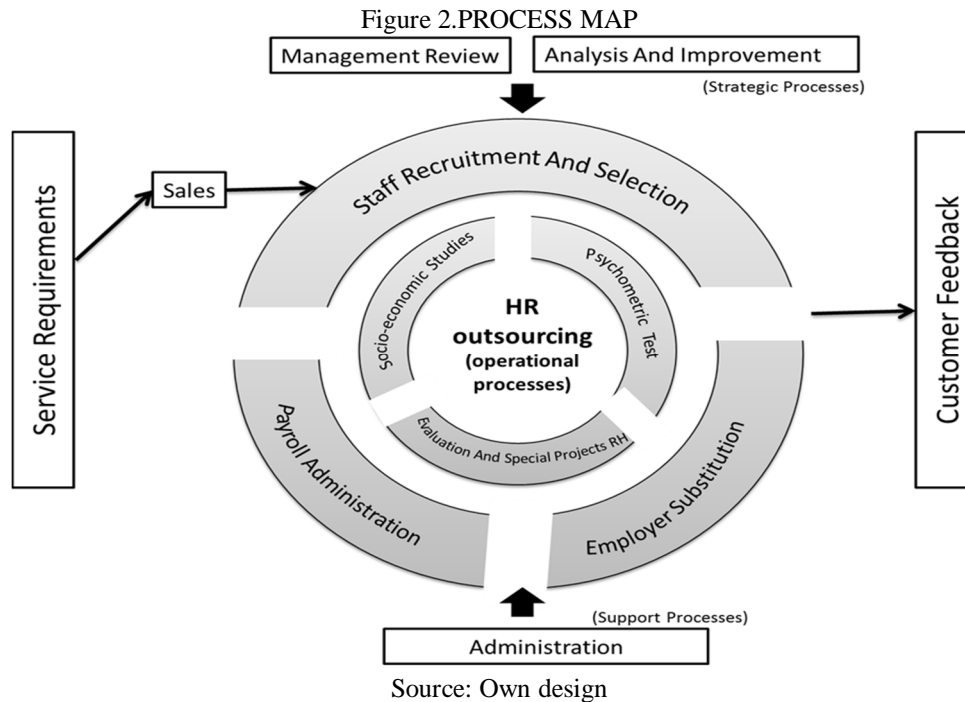 Figure 2.PROCESS MAP
Management Review
Analysis And Improvement
(Strategic Processes)
Service Requirements
Sales
Staff Recruitment And Selection
Socio-economic Studies
Psychometric Test
HR
outsourcing
(operational
processes)
Evaluation And Special Projects RH
Payroll Administration
Employer Substitution
Customer Feedback
(Support Processes)
Administration
Source: Own design